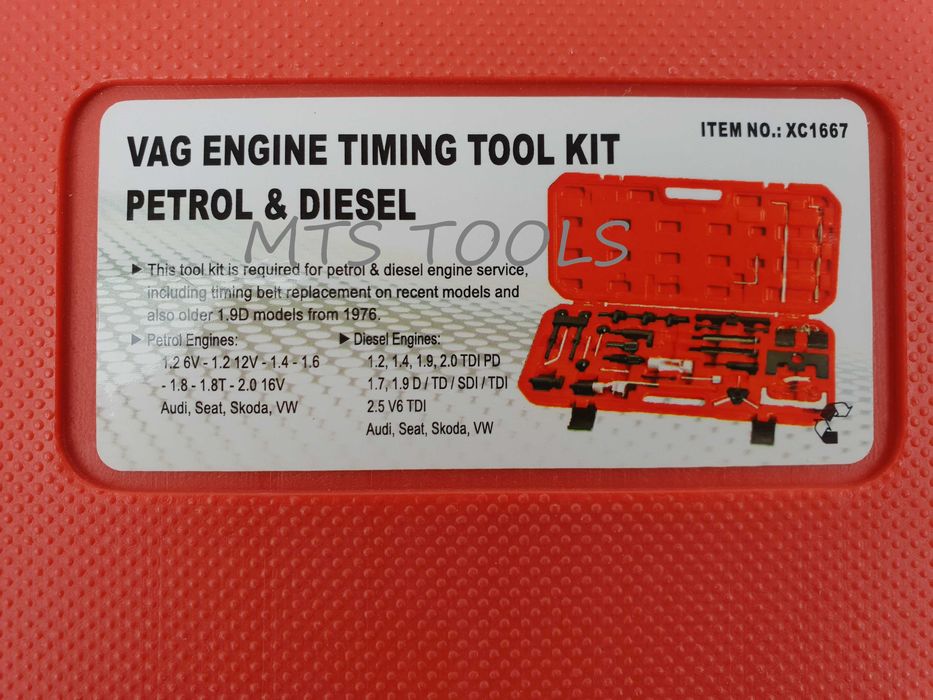 VAG ENGINE TIMING TOOL KIT
ITEM NO.: XC1667
PETROL & DIESEL
MTS TOOLS
▶ This tool kit is required for petrol & diesel engine service,
including timing belt replacement on recent models and
also older 1.9D models from 1976.
▶ Petrol Engines:
1.2 6V - 1.2 12V - 1.4 - 1.6
- 1.8 - 1.8T - 2.0 16V
Audi, Seat, Skoda, VW
▶ Diesel Engines:
1.2, 1.4, 1.9, 2.0 TDI PD
1.7, 1.9 D / TD / SDI / TDI
2.5 V6 TDI
Audi, Seat, Skoda, VW